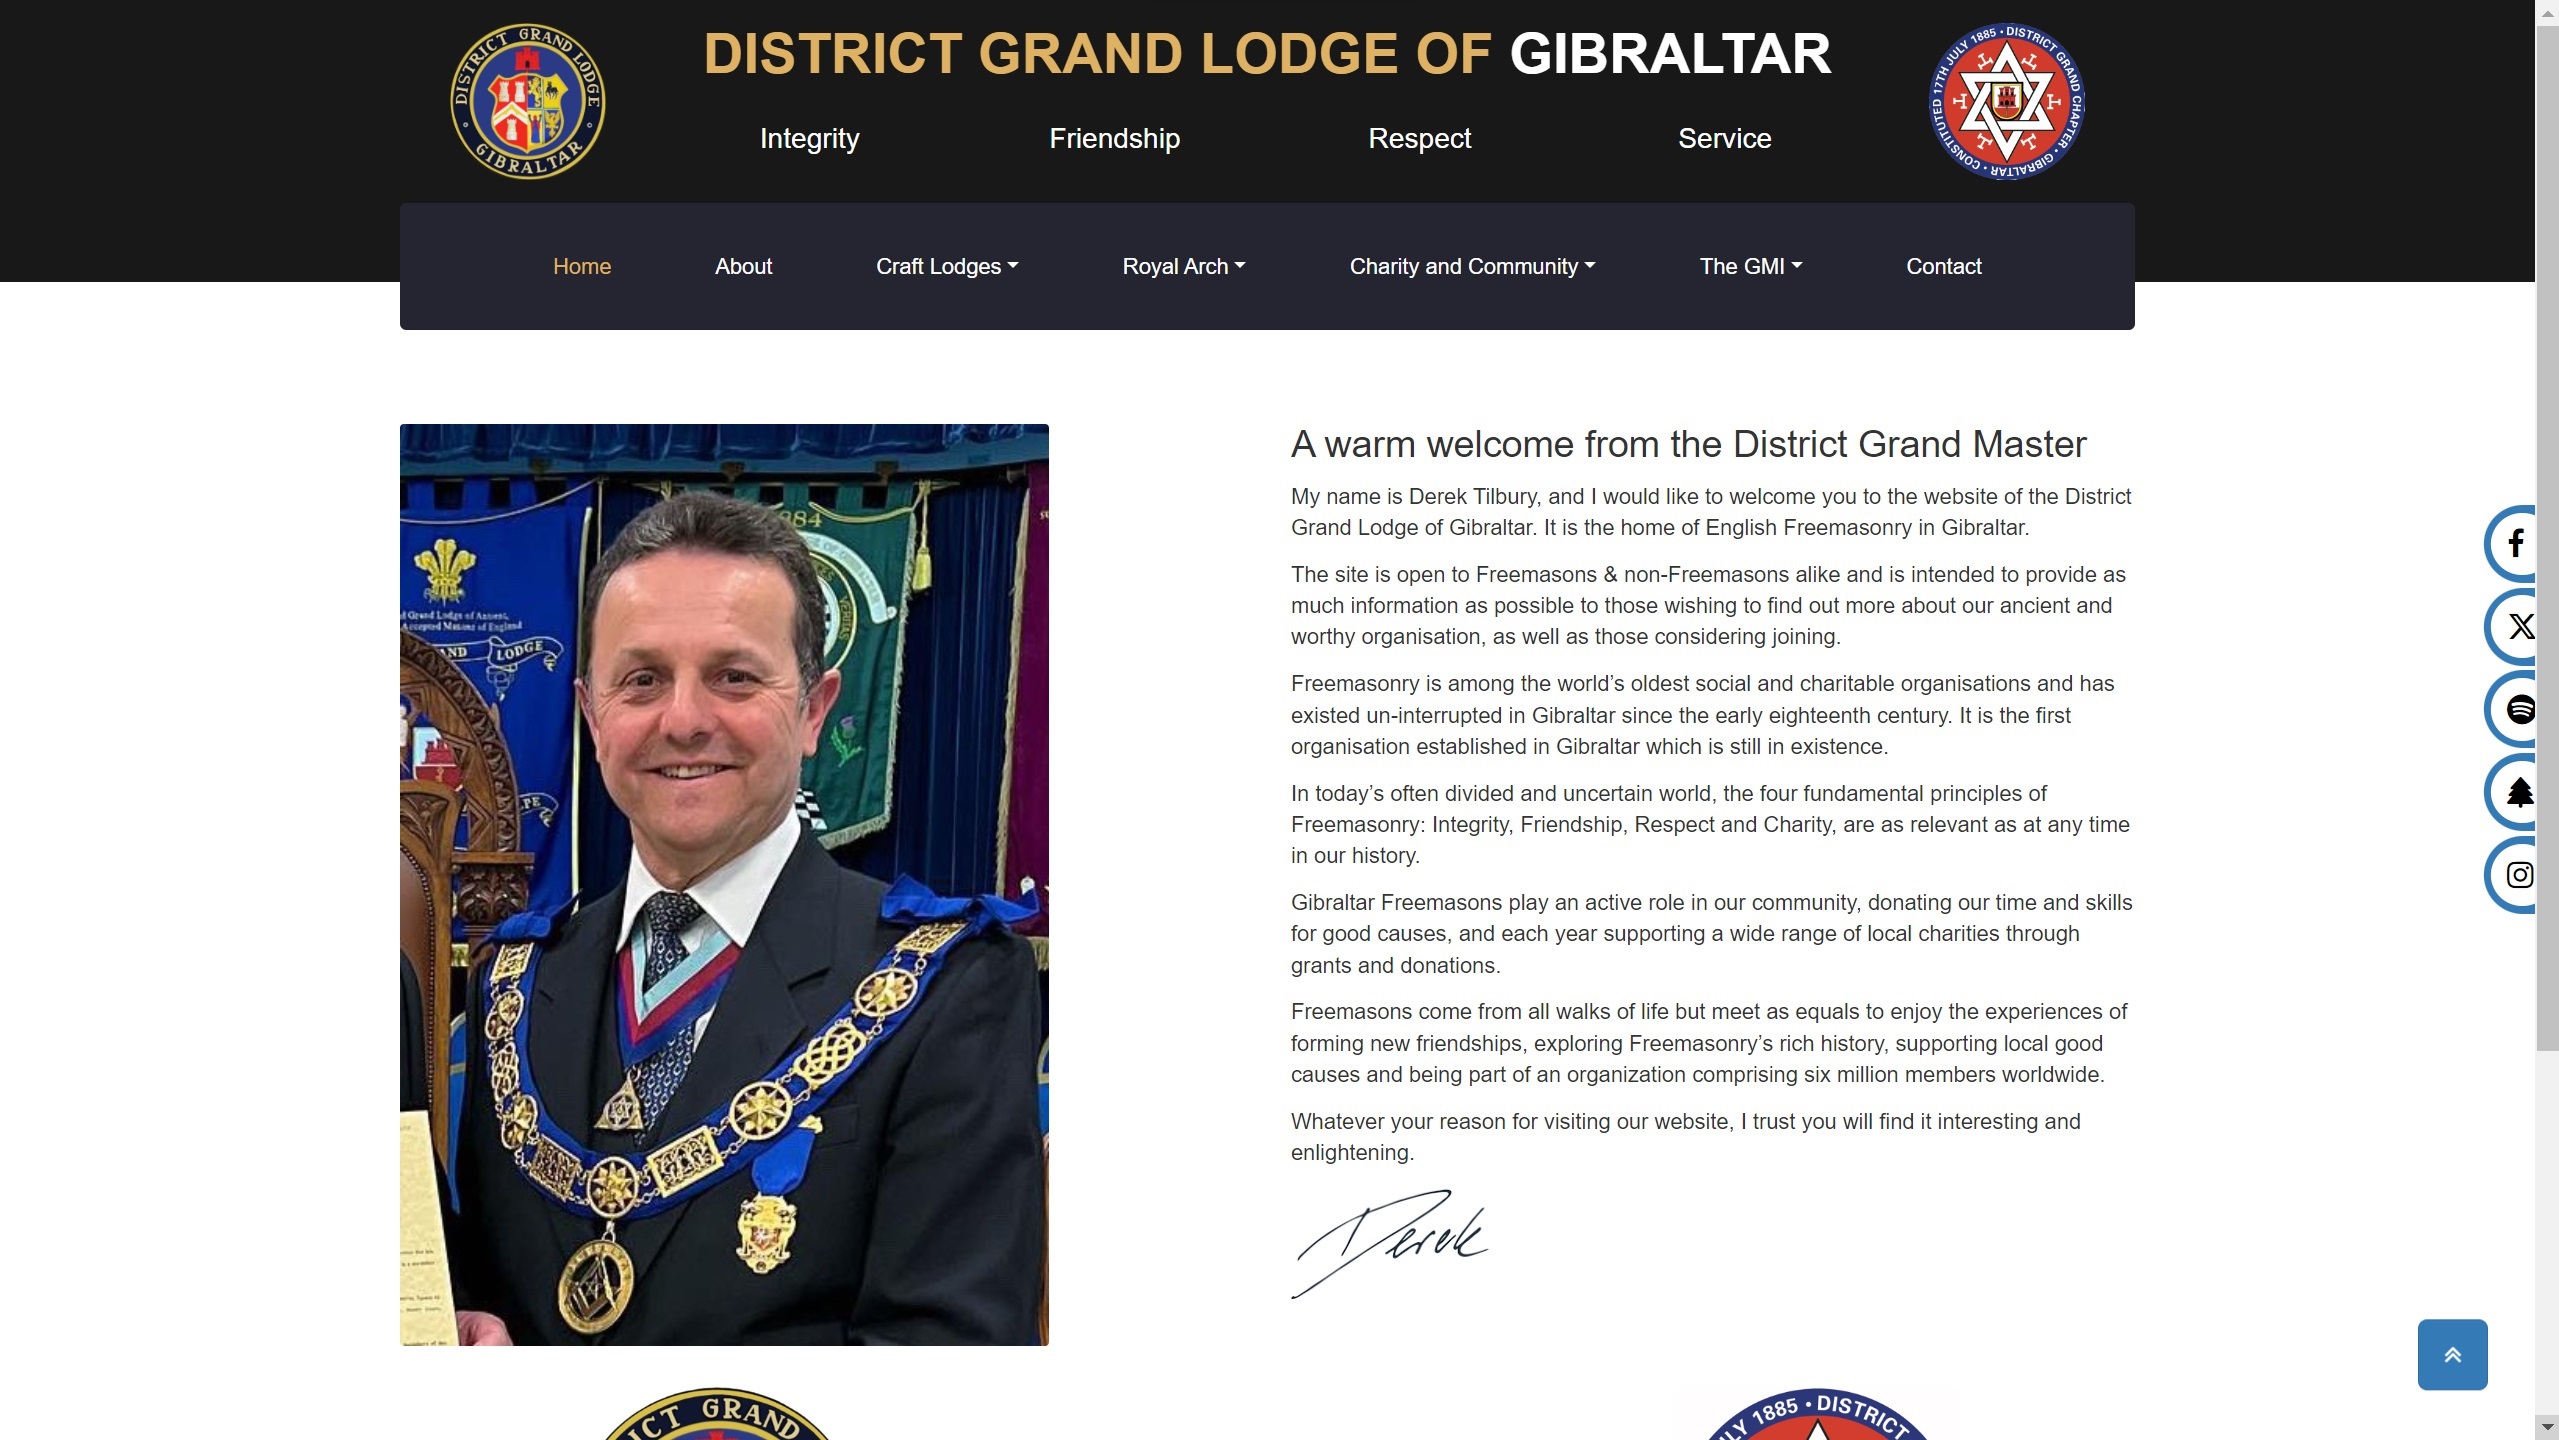 DISTRICT GRAND LODGE
GIBRALTAR
DISTRICT GRAND LODGE OF GIBRALTAR
Integrity
Friendship
Respect
Service
CONSTITUTED 17TH JULY 1885 • DISTRICT GRAND CHAPTER • GIBRALTAR •
Home
About
Craft Lodges
Royal Arch
Charity and Community
The GMI
Contact
884
VERITAS
d Grand Lodge of Antient,
Accepted Masons of England
AND LODGE
PE
A warm welcome from the District Grand Master
My name is Derek Tilbury, and I would like to welcome you to the website of the District
Grand Lodge of Gibraltar. It is the home of English Freemasonry in Gibraltar.
The site is open to Freemasons & non-Freemasons alike and is intended to provide as
much information as possible to those wishing to find out more about our ancient and
worthy organisation, as well as those considering joining.
Freemasonry is among the world’s oldest social and charitable organisations and has
existed un-interrupted in Gibraltar since the early eighteenth century. It is the first
organisation established in Gibraltar which is still in existence.
In today’s often divided and uncertain world, the four fundamental principles of
Freemasonry: Integrity, Friendship, Respect and Charity, are as relevant as at any time
in our history.
Gibraltar Freemasons play an active role in our community, donating our time and skills
for good causes, and each year supporting a wide range of local charities through
grants and donations.
Freemasons come from all walks of life but meet as equals to enjoy the experiences of
forming new friendships, exploring Freemasonry’s rich history, supporting local good
causes and being part of an organization comprising six million members worldwide.
Whatever your reason for visiting our website, I trust you will find it interesting and
enlightening.
Derek
ICT GRAND
LY 1885 • DISTRICT